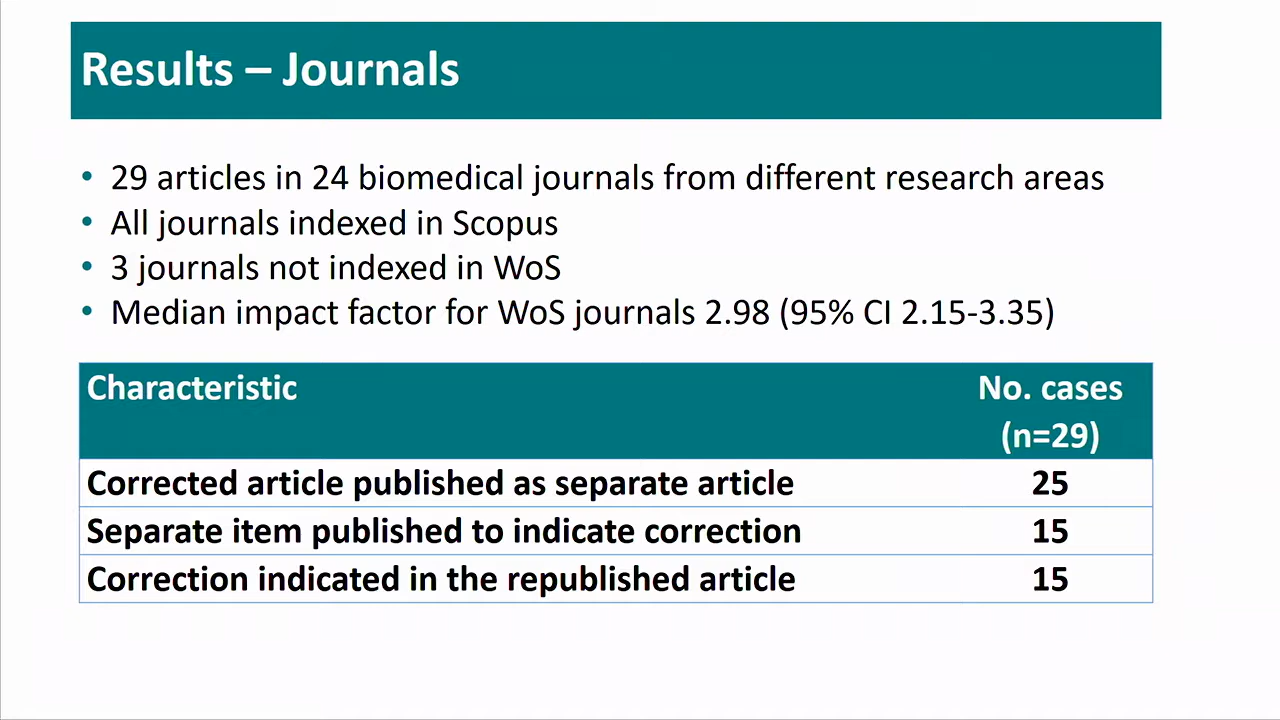 Results – Journals
• 29 articles in 24 biomedical journals from different research areas
• All journals indexed in Scopus
• 3 journals not indexed in WoS
• Median impact factor for WoS journals 2.98 (95% CI 2.15-3.35)
Characteristic No. cases
(n=29)
Corrected article published as separate article 25
Separate item published to indicate correction 15
Correction indicated in the republished article 15